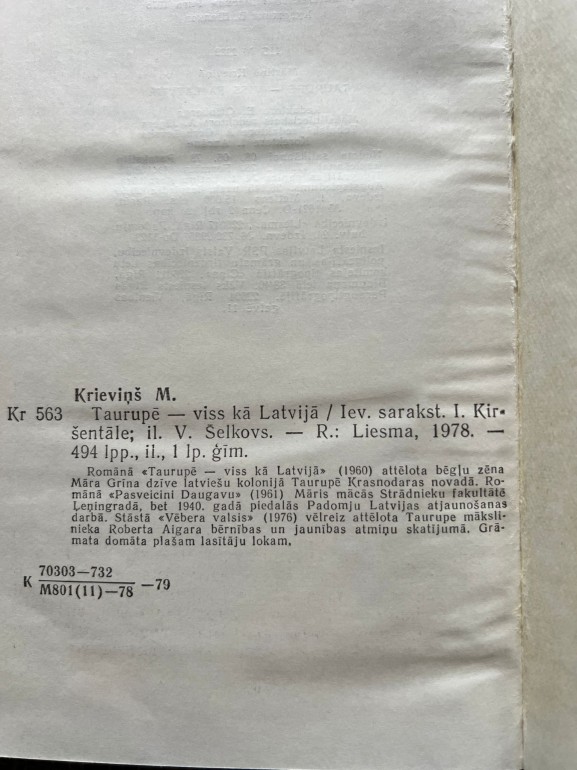 Krieviņš M.
Kr 563 Taurupē — viss kā Latvijā / Iev. sarakst. I. Ķir-
šentāle; il. V. Šelkovs. — R.: Liesma, 1978. —
494 lpp., il., 1 lp. ģim.
Romānā «Taurupē — viss kā Latvijā» (1960) attēlota bēgļu zēna
Māra Grīna dzīve latviešu kolonijā Taurupē Krasnodaras novadā. Ro-
mānā «Pasveicini Daugavu» (1961) Māris mācās Strādnieku fakultātē
Ļeņingradā, bet 1940. gadā piedalās Padomju Latvijas atjaunošanas
darbā. Stāstā «Vēbera valsis» (1976) vēlreiz attēlota Taurupe māksli-
nieka Roberta Aigara bērnības un jaunības atmiņu skatījumā. Grā-
mata domāta plašam lasītāju lokam.
K 70303—732
M801(11)—78 —79